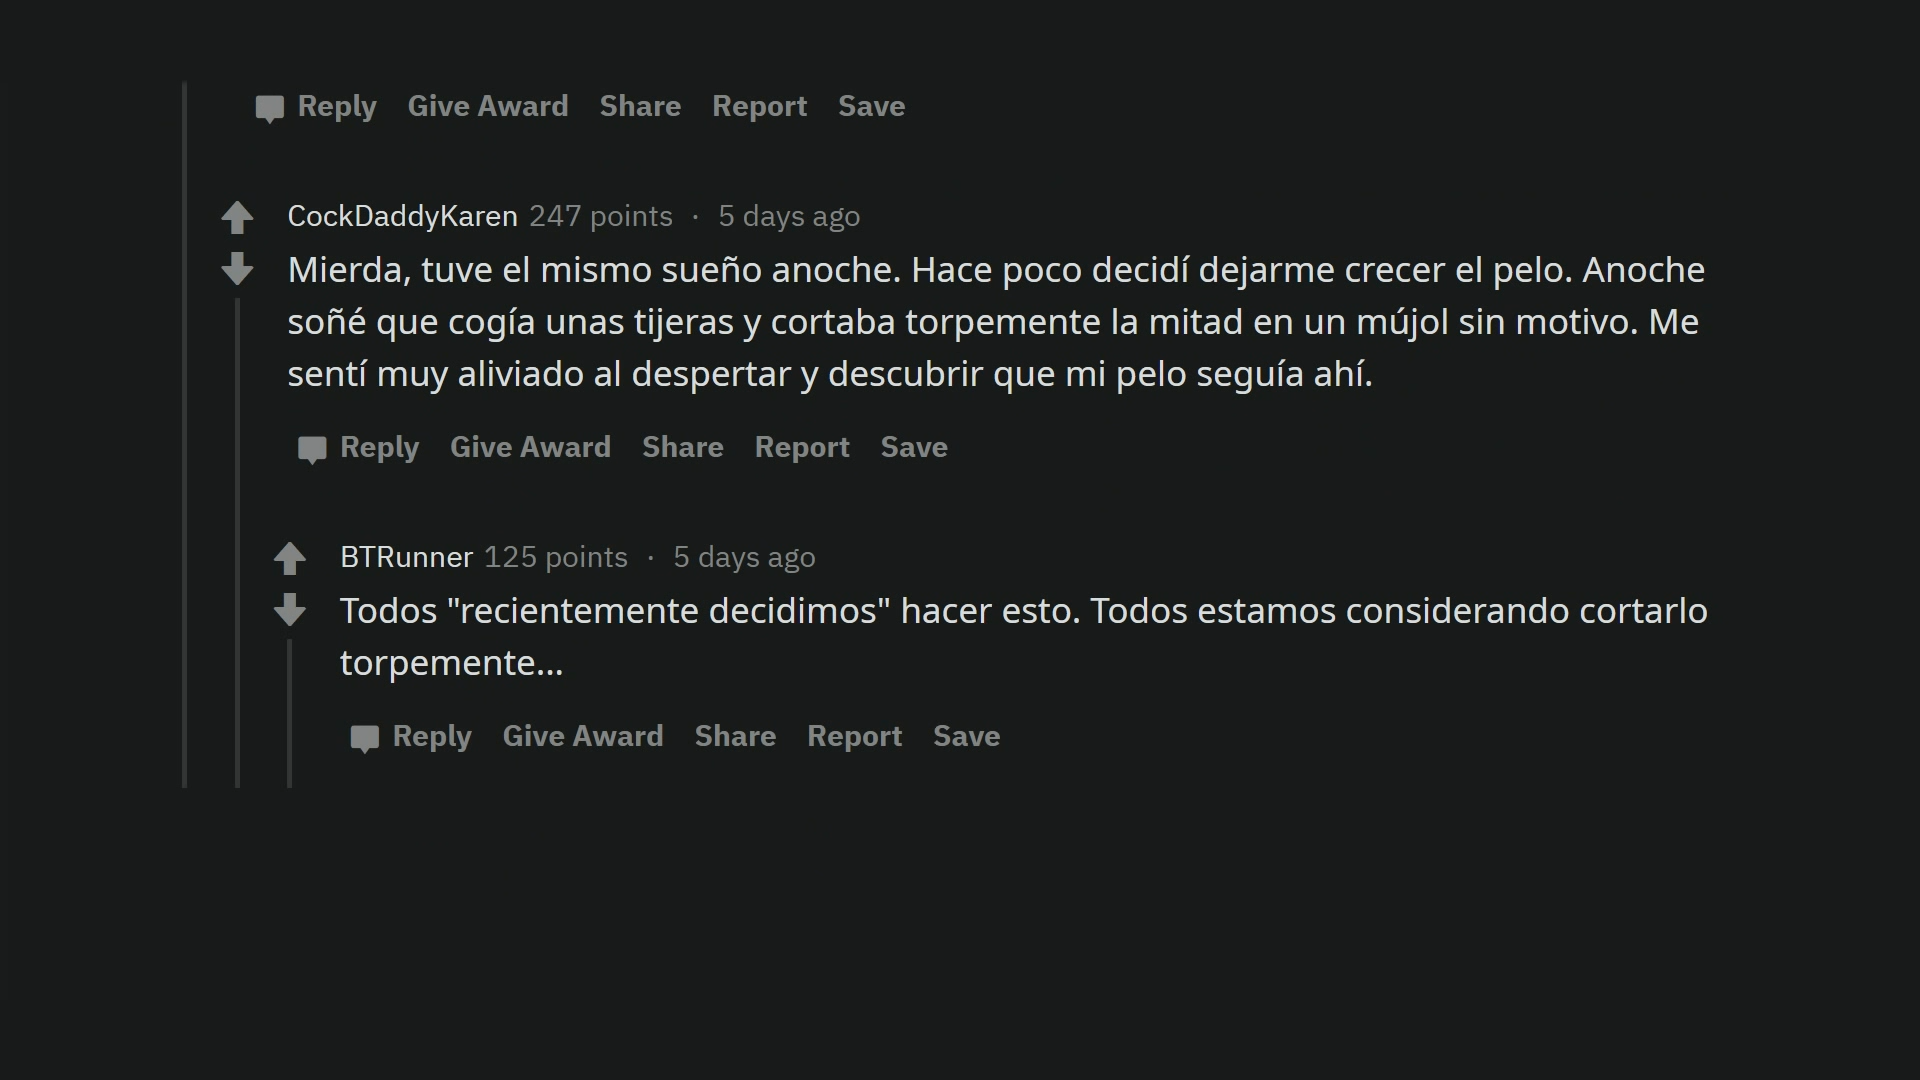 Reply Give Award Share Report Save
CockDaddyKaren 247 points · 5 days ago
Mierda, tuve el mismo sueño anoche. Hace poco decidí dejarme crecer el pelo. Anoche
soñé que cogía unas tijeras y cortaba torpemente la mitad en un mújol sin motivo. Me
sentí muy aliviado al despertar y descubrir que mi pelo seguía ahí.
Reply Give Award Share Report Save
BTRunner 125 points · 5 days ago
Todos "recientemente decidimos" hacer esto. Todos estamos considerando cortarlo
torpemente...
Reply Give Award Share Report Save